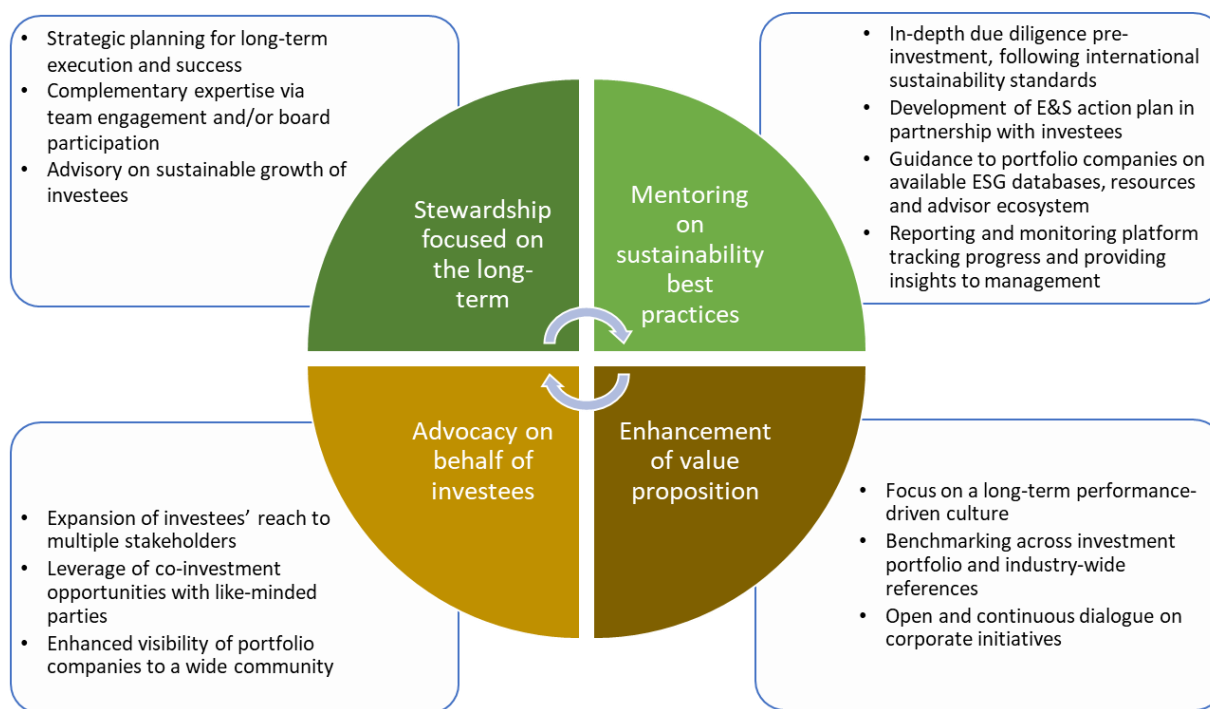 • Strategic planning for long-term
execution and success
• Complementary expertise via
team engagement and/or board
participation
• Advisory on sustainable growth of
investees
Stewardship
focused on
the long-
term
Mentoring
on
sustainability
best
practices
• In-depth due diligence pre-
investment, following international
sustainability standards
• Development of E&S action plan in
partnership with investees
• Guidance to portfolio companies on
available ESG databases, resources
and advisor ecosystem
• Reporting and monitoring platform
tracking progress and providing
insights to management
• Expansion of investees’ reach to
multiple stakeholders
• Leverage of co-investment
opportunities with like-minded
parties
• Enhanced visibility of portfolio
companies to a wide community
Advocacy on
behalf of
investees
Enhancement
of value
proposition
• Focus on a long-term performance-
driven culture
• Benchmarking across investment
portfolio and industry-wide
references
• Open and continuous dialogue on
corporate initiatives